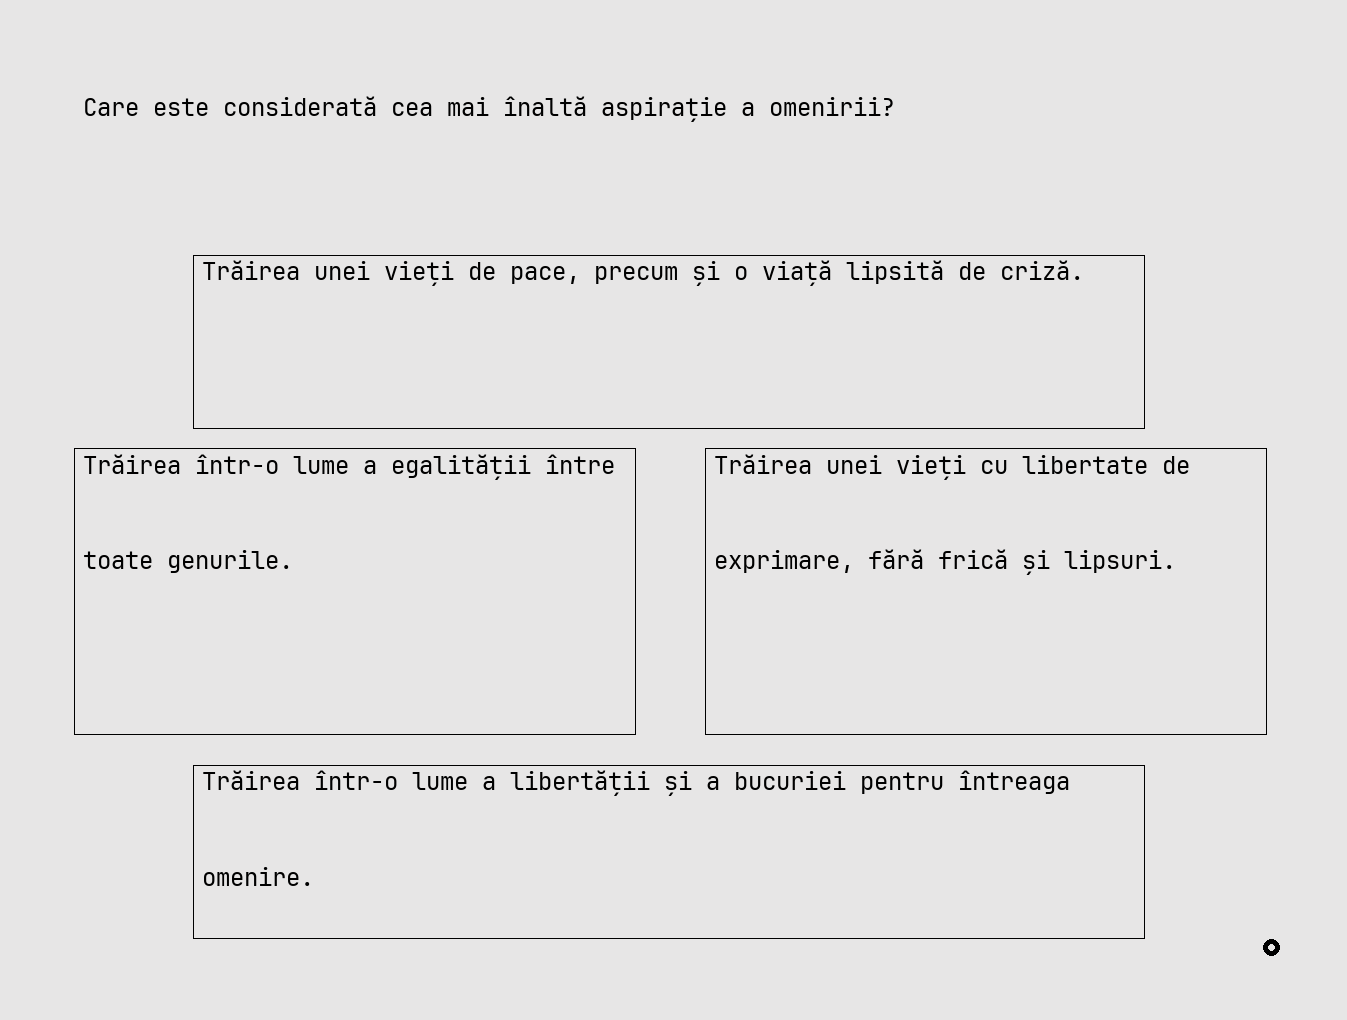 Care este considerată cea mai înaltă aspirație a omenirii?
Trăirea unei vieți de pace, precum și o viață lipsită de criză.
Trăirea într-o lume a egalității între
toate genurile.
Trăirea unei vieți cu libertate de
exprimare, fără frică și lipsuri.
Trăirea într-o lume a libertății și a bucuriei pentru întreaga
omenire.